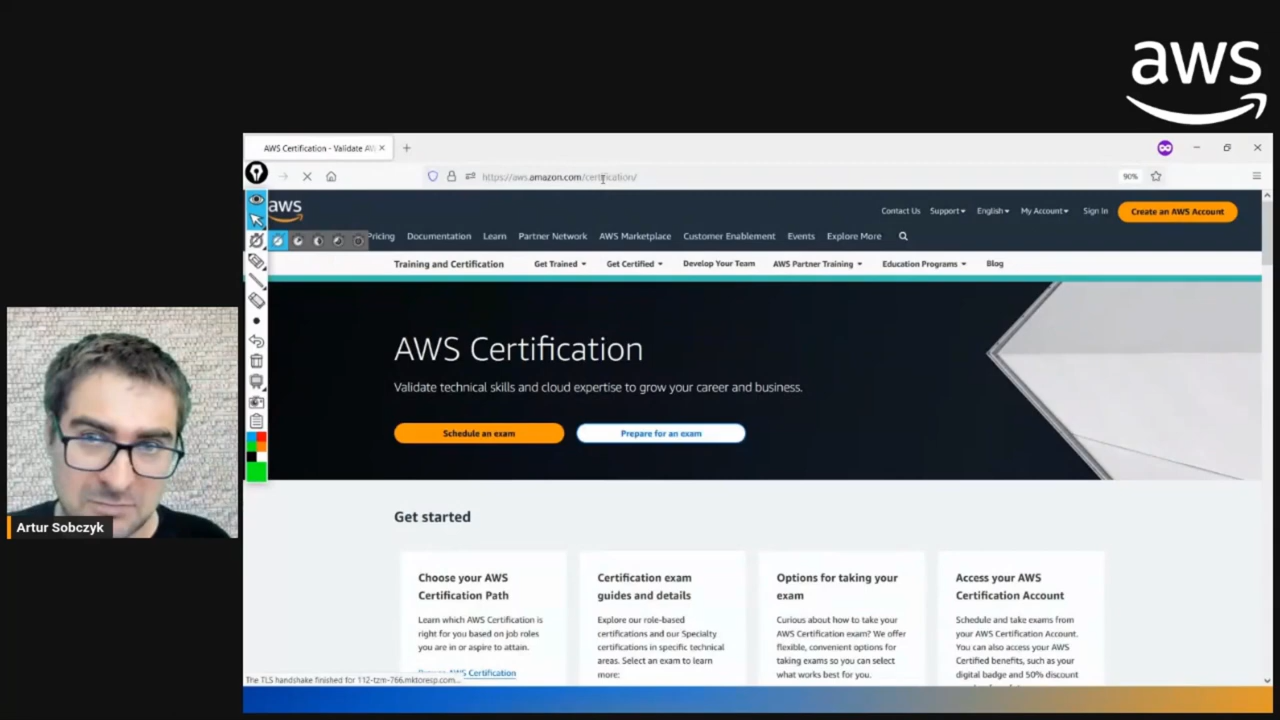 aws
AWS Certification - Validate AW
https://aws.amazon.com/certification/
90%
aws
Contact Us Support English My Account Sign In Create an AWS Account
Pricing Documentation Learn Partner Network AWS Marketplace Customer Enablement Events Explore More
Training and Certification Get Trained Get Certified Develop Your Team AWS Partner Training Education Programs Blog
AWS Certification
Validate technical skills and cloud expertise to grow your career and business.
Schedule an exam Prepare for an exam
Artur Sobczyk
Get started
Choose your AWS
Certification Path
Learn which AWS Certification is
right for you based on job roles
you are in or aspire to attain.
AWS Certification
Certification exam
guides and details
Explore our role-based
certifications and our Specialty
certifications in specific technical
areas. Select an exam to learn
more:
Options for taking your
exam
Curious about how to take your
AWS Certification exam? We offer
flexible, convenient options for
taking exams so you can select
what works best for you.
Access your AWS
Certification Account
Schedule and take exams from
your AWS Certification Account.
You can also access your AWS
Certified benefits, such as your
digital badge and 50% discount
The TLS handshake finished for 112-tzm-766.mktoresp.com...